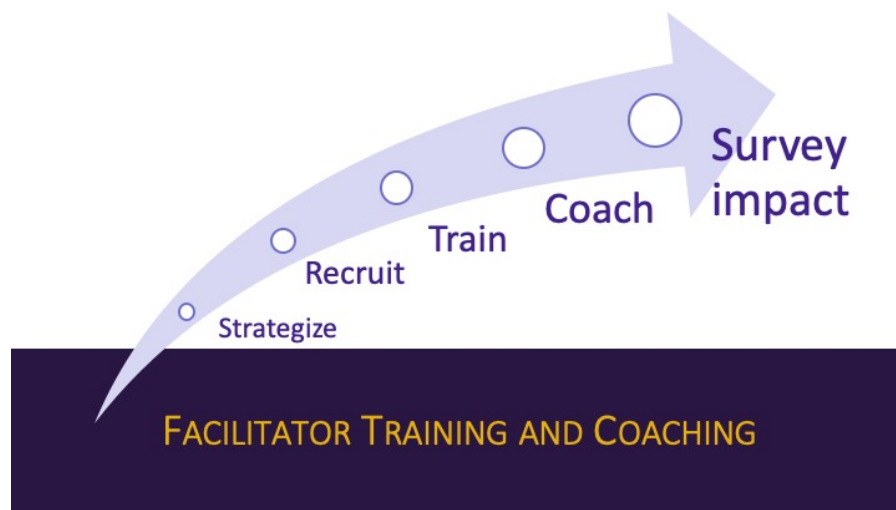 Strategize
Recruit
Train
Coach
Survey
impact
FACILITATOR TRAINING AND COACHING